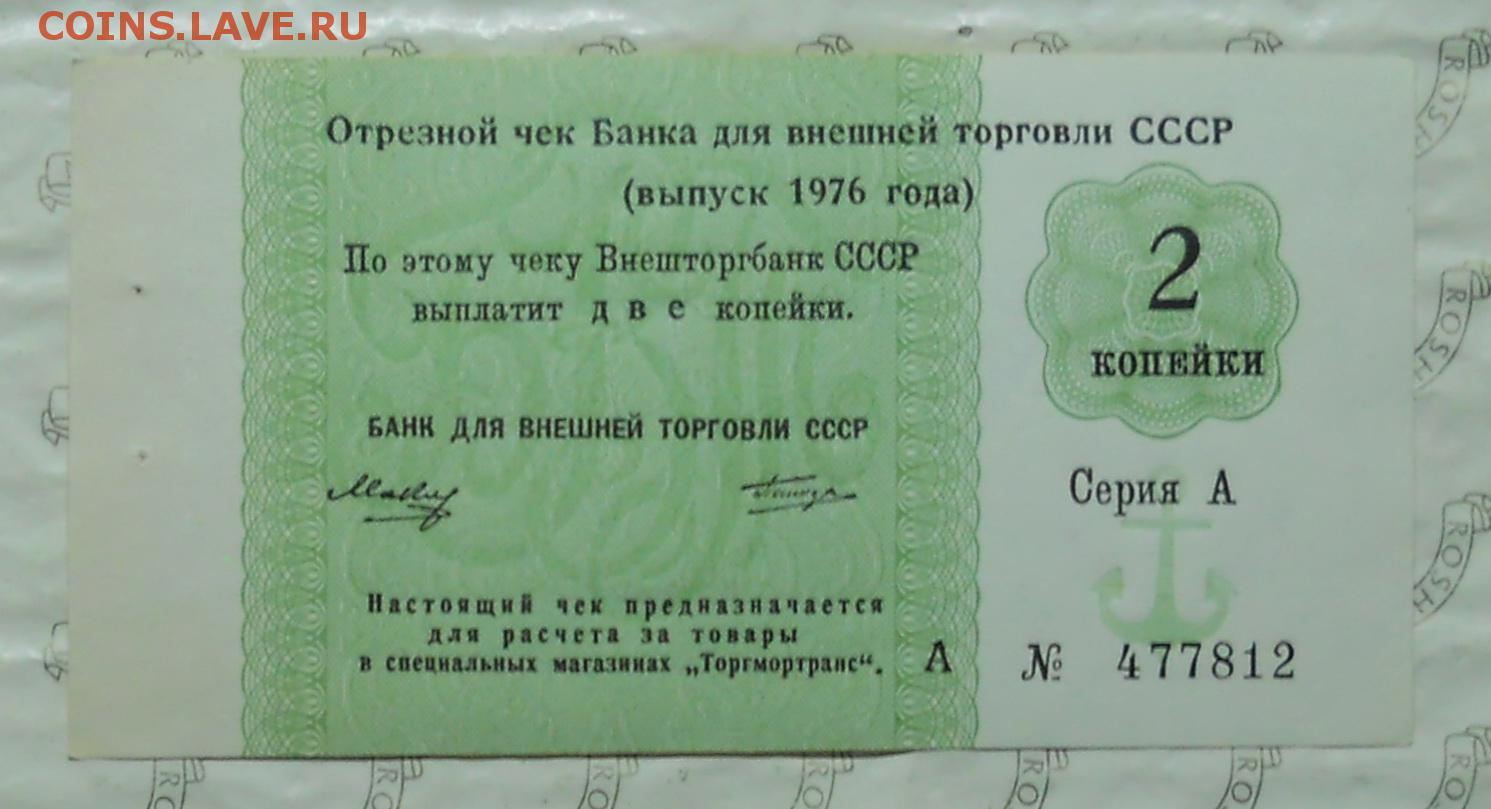 COINS.LAVE.RU
Отрезной чек Банка для внешней торговли СССР
(выпуск 1976 года)
По этому чеку Внешторгбанк СССР
выплатит две копейки.
2
копейки
БАНК ДЛЯ ВНЕШНЕЙ ТОРГОВЛИ СССР
Серия А
Настоящий чек предназначается
для расчета за товары
в специальных магазинах „Торгмортранс“.
А № 477812